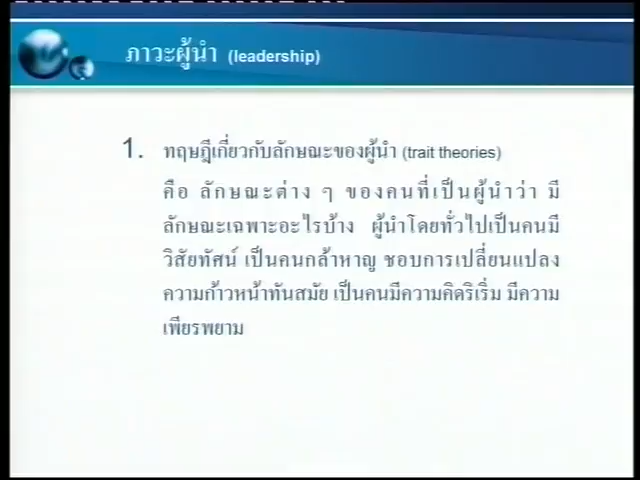 ภาวะผู้นำ (leadership)
1. ทฤษฎีเกี่ยวกับลักษณะของผู้นำ (trait theories)
คือ ลักษณะต่าง ๆ ของคนที่เป็นผู้นำว่า มี
ลักษณะเฉพาะอะไรบ้าง ผู้นำโดยทั่วไปเป็นคนมี
วิสัยทัศน์ เป็นคนกล้าหาญ ชอบการเปลี่ยนแปลง
ความก้าวหน้าทันสมัย เป็นคนมีความคิดริเริ่ม มีความ
เพียรพยาม